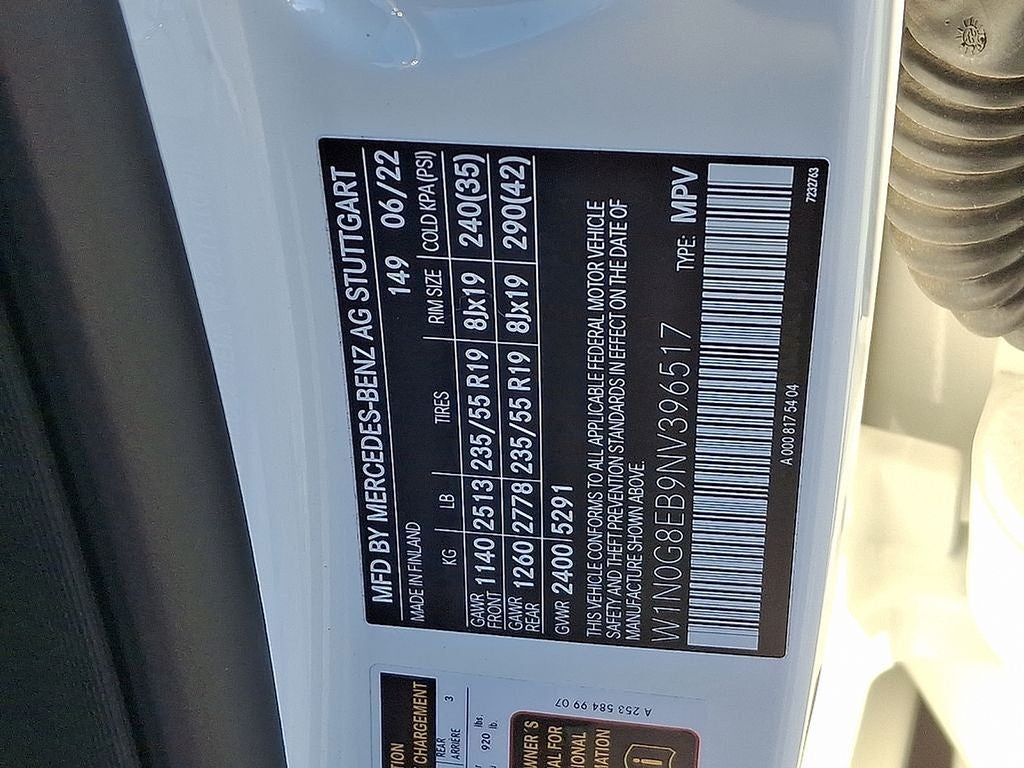 MFD BY MERCEDES-BENZ AG STUTTGART
MADE IN FINLAND 149 06/22
KG LB TIRES RIM SIZE COLD KPA(PSI)
GAWR FRONT 1140 2513 235/55 R19 8Jx19 240(35)
GAWR REAR 1260 2778 235/55 R19 8Jx19 290(42)
GVWR 2400 5291
THIS VEHICLE CONFORMS TO ALL APPLICABLE FEDERAL MOTOR VEHICLE
SAFETY AND THEFT PREVENTION STANDARDS IN EFFECT ON THE DATE OF
MANUFACTURE SHOWN ABOVE.
W1N0G8EB9NV396517 TYPE: MPV
A 000 817 54 04 7232763
CHARGEMENT
REAR
ARRIÈRE 3
920 lbs.
lb.
A 253 584 99 07